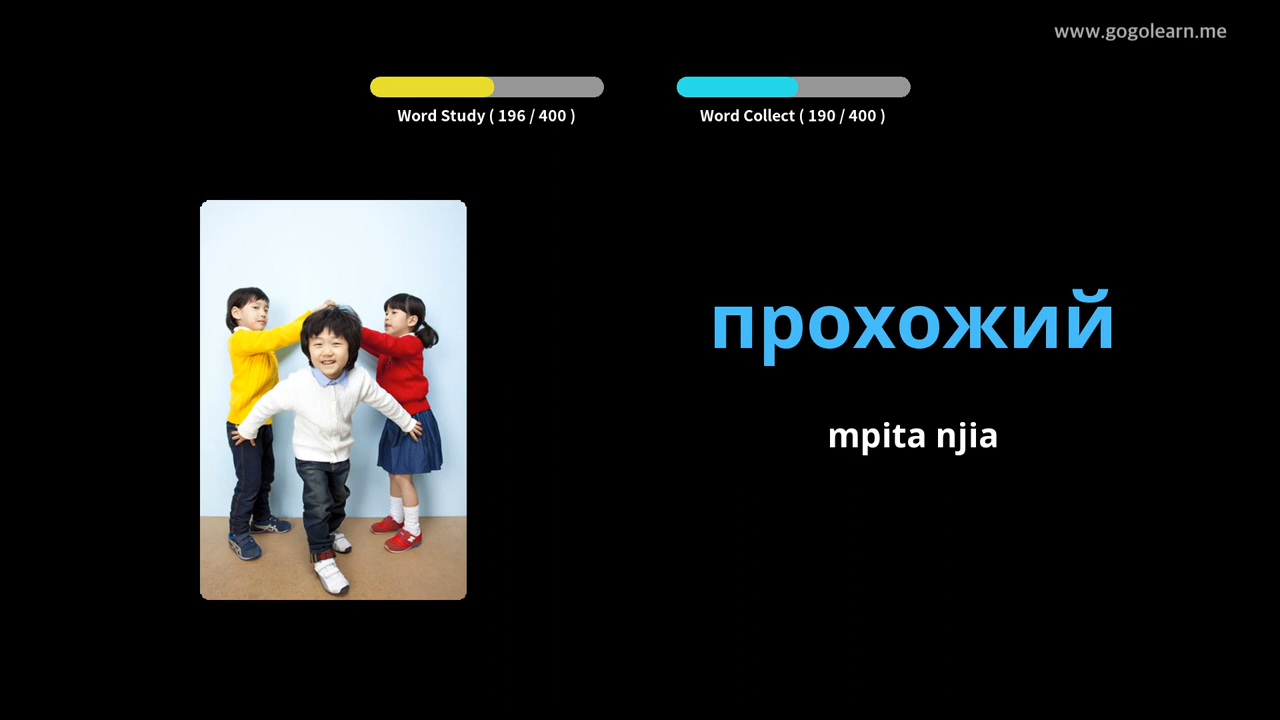 www.gogolearn.me
Word Study ( 196 / 400 )
Word Collect ( 190 / 400 )
прохожий
mpita njia